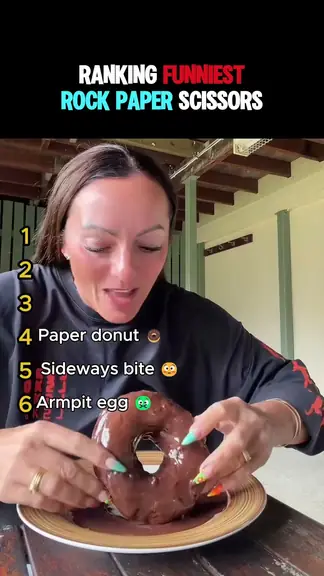 RANKING FUNNIEST
ROCK PAPER SCISSORS
1
2
3
4 Paper donut 🍩
5 Sideways bite 😳
6 Armpit egg 🤢